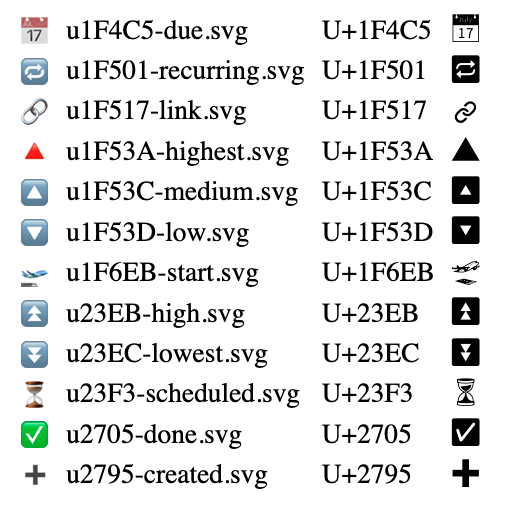 📅 u1F4C5-due.svg U+1F4C5
🔁 u1F501-recurring.svg U+1F501
🔗 u1F517-link.svg U+1F517
🔺 u1F53A-highest.svg U+1F53A
🔼 u1F53C-medium.svg U+1F53C
🔽 u1F53D-low.svg U+1F53D
🛫 u1F6EB-start.svg U+1F6EB
⏫ u23EB-high.svg U+23EB
⏬ u23EC-lowest.svg U+23EC
⏳ u23F3-scheduled.svg U+23F3
✅ u2705-done.svg U+2705
➕ u2795-created.svg U+2795